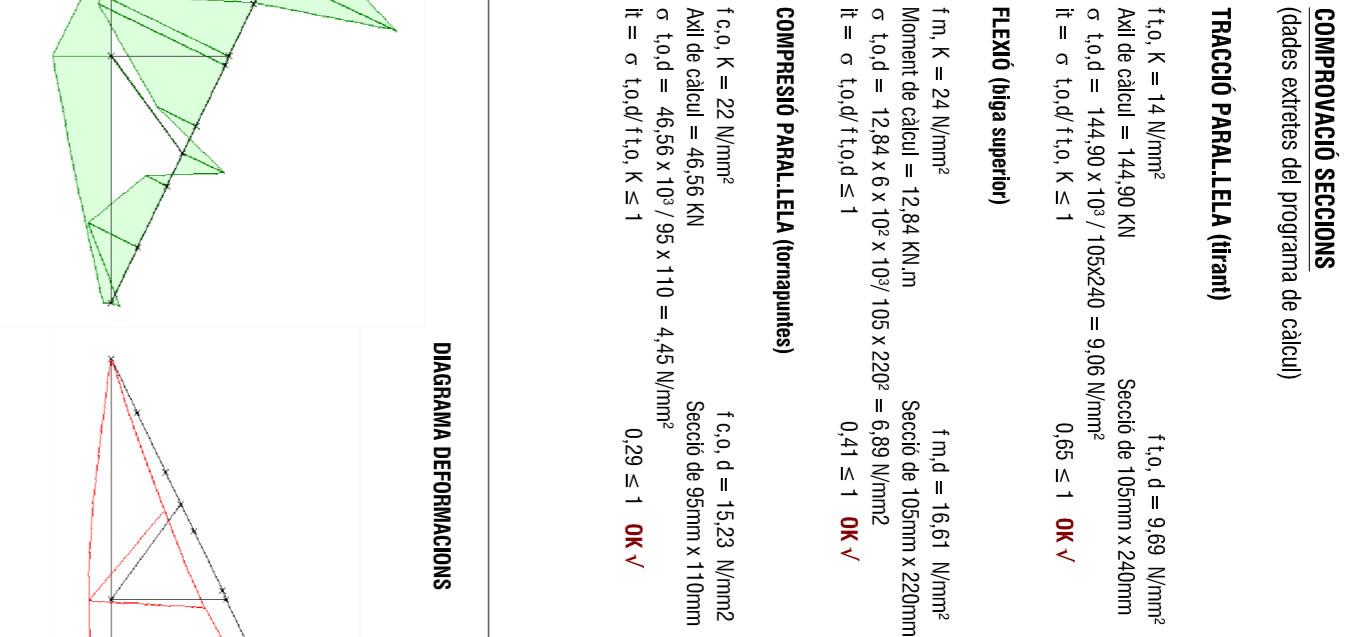 COMPROVACIÓ SECCIONS
(dades extretes del programa de càlcul)
TRACCIÓ PARAL.LELA (tirant)
f t,o, K = 14 N/mm² f t,o, d = 9,69 N/mm²
Axil de càlcul = 144,90 KN Secció de 105mm x 240mm
σ t,o,d = 144,90 x 10³ / 105x240 = 9,06 N/mm²
it = σ t,o,d/ f t,o, K ≤ 1 0,65 ≤ 1 OK √
FLEXIÓ (biga superior)
f m, K = 24 N/mm² f m,d = 16,61 N/mm²
Moment de càlcul = 12,84 KN.m Secció de 105mm x 220mm
σ t,o,d = 12,84 x 6 x 10² x 10³/ 105 x 220² = 6,89 N/mm2
it = σ t,o,d/ f t,o,d ≤ 1 0,41 ≤ 1 OK √
COMPRESIÓ PARAL.LELA (tornapuntes)
f c,o, K = 22 N/mm² f c,o, d = 15,23 N/mm2
Axil de càlcul = 46,56 KN Secció de 95mm x 110mm
σ t,o,d = 46,56 x 10³ / 95 x 110 = 4,45 N/mm²
it = σ t,o,d/ f t,o, K ≤ 1 0,29 ≤ 1 OK √
DIAGRAMA DEFORMACIONS